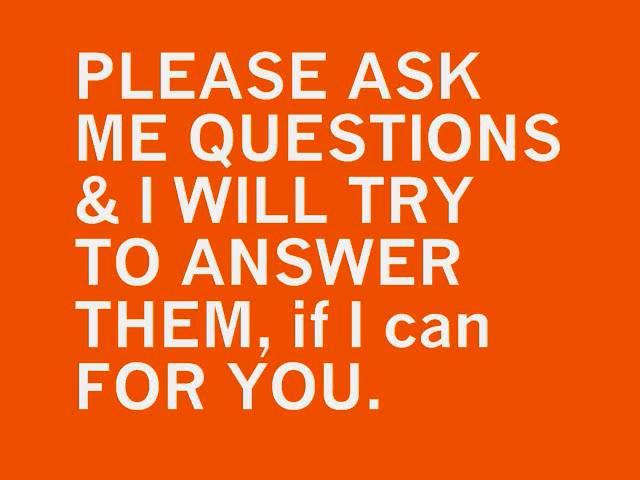 PLEASE ASK
ME QUESTIONS
& I WILL TRY
TO ANSWER
THEM, if I can
FOR YOU.